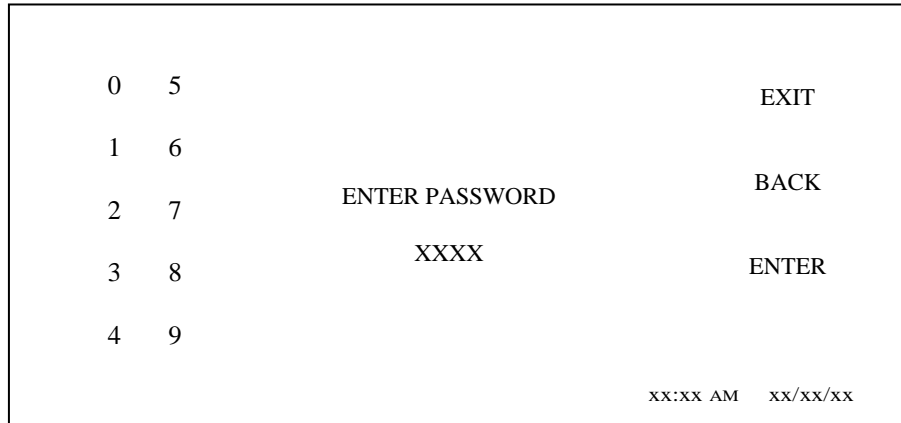 0 5
EXIT
1 6
BACK
ENTER PASSWORD
2 7
XXXX
ENTER
3 8
4 9
xx:xx AM xx/xx/xx